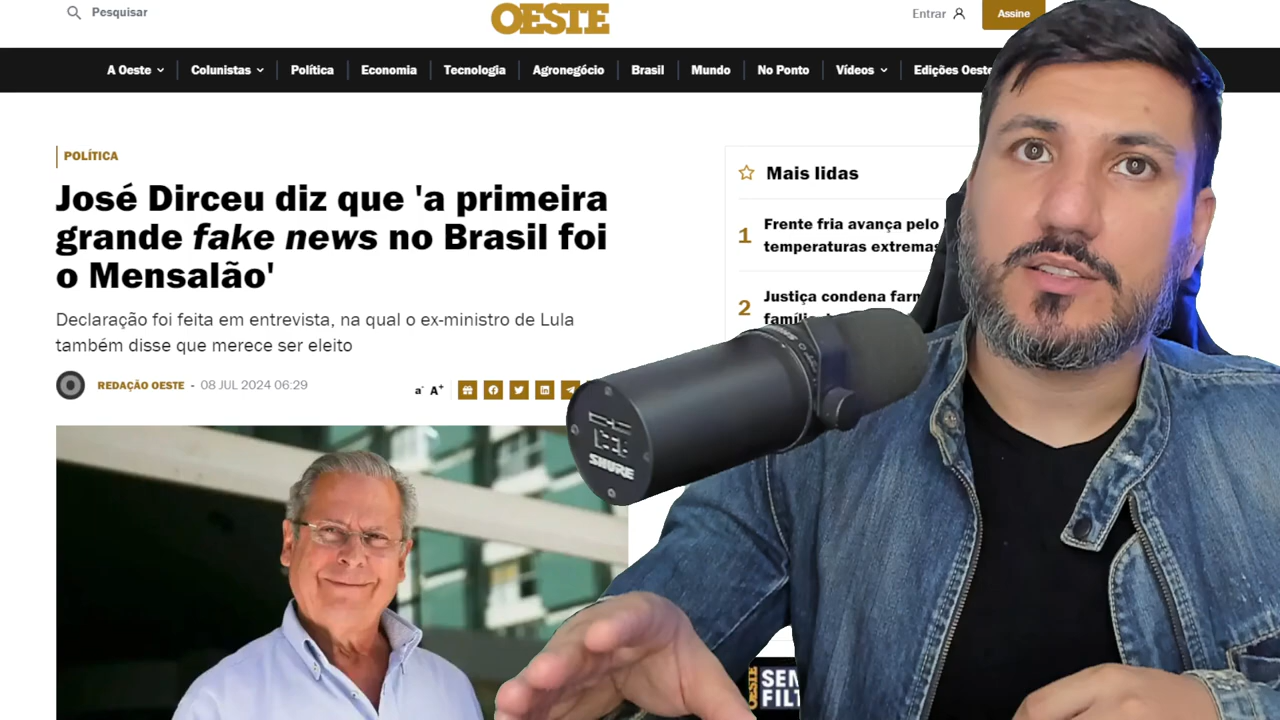 Pesquisar
OESTE
Entrar
Assine
A Oeste
Colunistas
Política
Economia
Tecnologia
Agronegócio
Brasil
Mundo
No Ponto
Vídeos
Edições Oeste
POLÍTICA
José Dirceu diz que 'a primeira
grande fake news no Brasil foi
o Mensalão'
Declaração foi feita em entrevista, na qual o ex-ministro de Lula
também disse que merece ser eleito
REDAÇÃO OESTE - 08 JUL 2024 06:29
a- A+
Mais lidas
1
Frente fria avança pelo
temperaturas extremas
2
Justiça condena
SHURE
OESTE